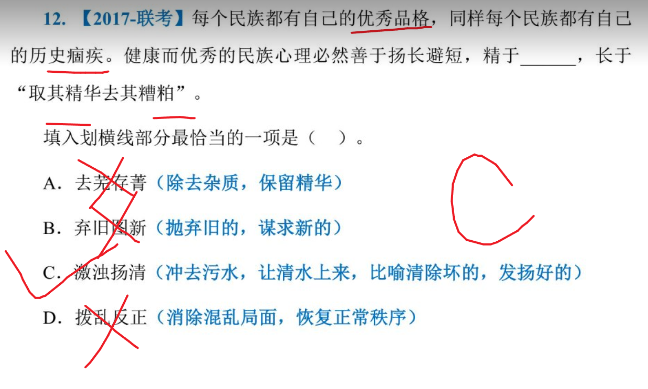 12. 【2017-联考】每个民族都有自己的优秀品格，同样每个民族都有自己
的历史痼疾。健康而优秀的民族心理必然善于扬长避短，精于______，长于
“取其精华去其糟粕”。
填入划横线部分最恰当的一项是（ ）。
A. 去芜存菁（除去杂质，保留精华）
B. 弃旧图新（抛弃旧的，谋求新的）
C. 激浊扬清（冲去污水，让清水上来，比喻清除坏的，发扬好的）
D. 拨乱反正（消除混乱局面，恢复正常秩序）
C